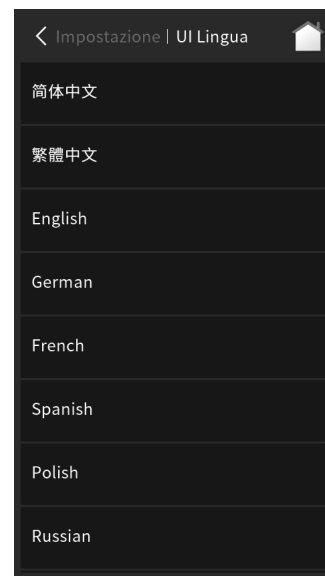 Impostazione | UI Lingua
简体中文
繁體中文
English
German
French
Spanish
Polish
Russian